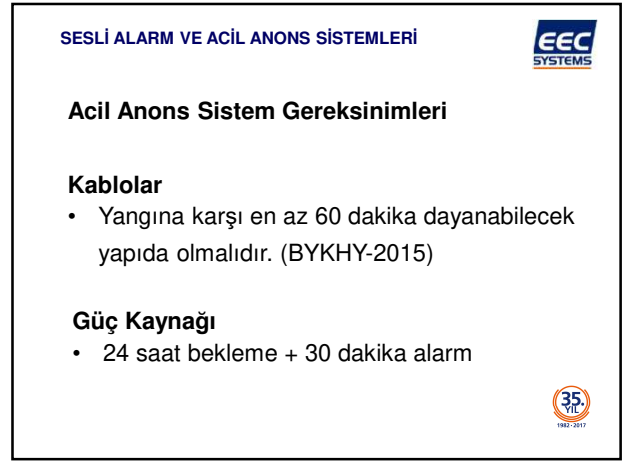 SESLİ ALARM VE ACİL ANONS SİSTEMLERİ
EEC
SYSTEMS
Acil Anons Sistem Gereksinimleri
Kablolar
• Yangına karşı en az 60 dakika dayanabilecek
yapıda olmalıdır. (BYKHY-2015)
Güç Kaynağı
• 24 saat bekleme + 30 dakika alarm
35.
YIL
1982 - 2017